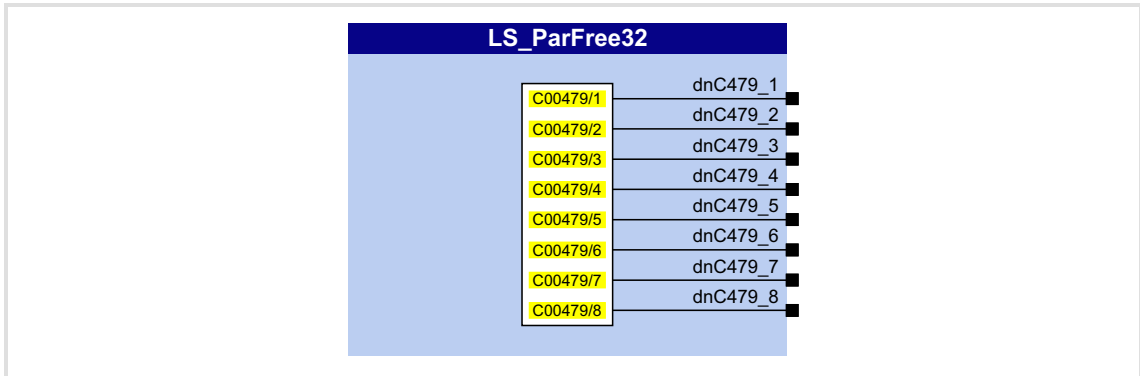 LS_ParFree32
C00479/1 dnC479_1
C00479/2 dnC479_2
C00479/3 dnC479_3
C00479/4 dnC479_4
C00479/5 dnC479_5
C00479/6 dnC479_6
C00479/7 dnC479_7
C00479/8 dnC479_8